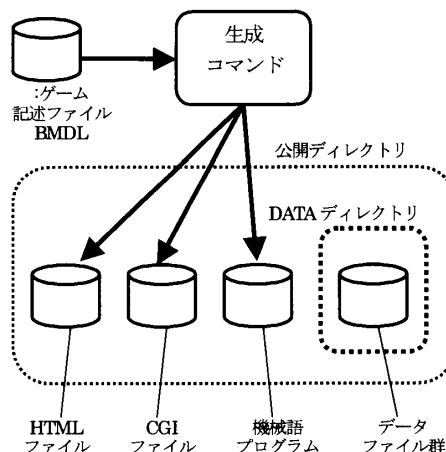 生成
コマンド
:ゲーム
記述ファイル
BMDL
公開ディレクトリ
DATA ディレクトリ
HTML
ファイル
CGI
ファイル
機械語
プログラム
データ
ファイル群